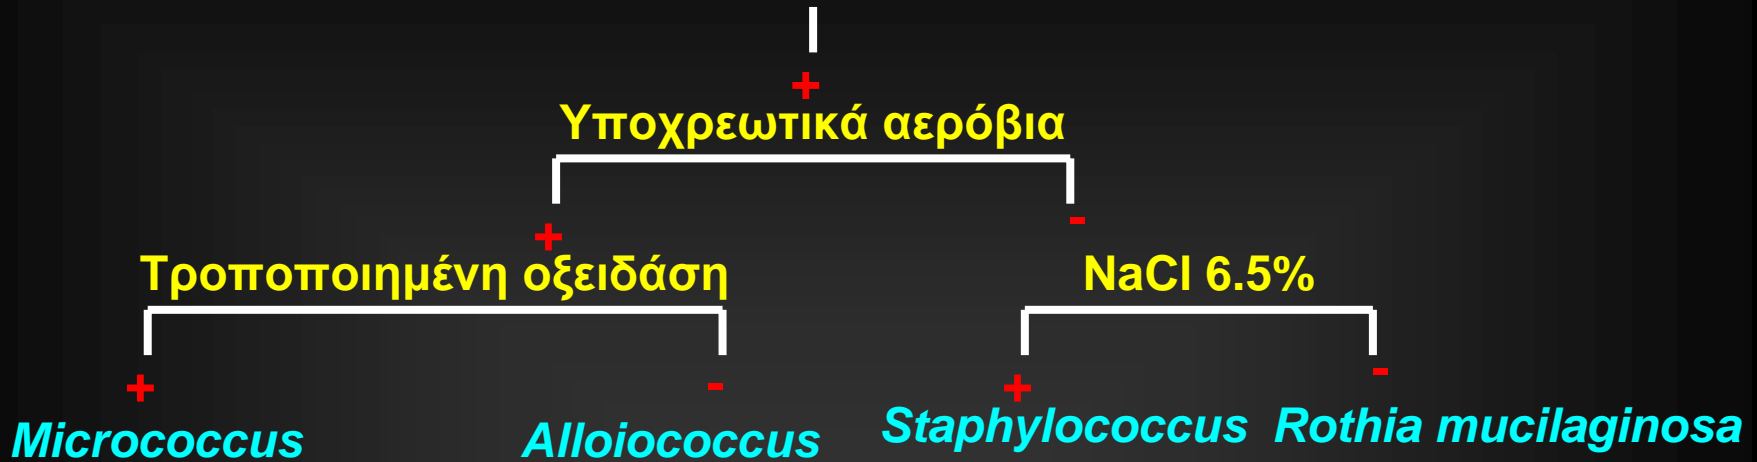 +
Υποχρεωτικά αερόβια
+ -
Τροποποιημένη οξειδάση NaCl 6.5%
+ - + -
Micrococcus Alloiococcus Staphylococcus Rothia mucilaginosa